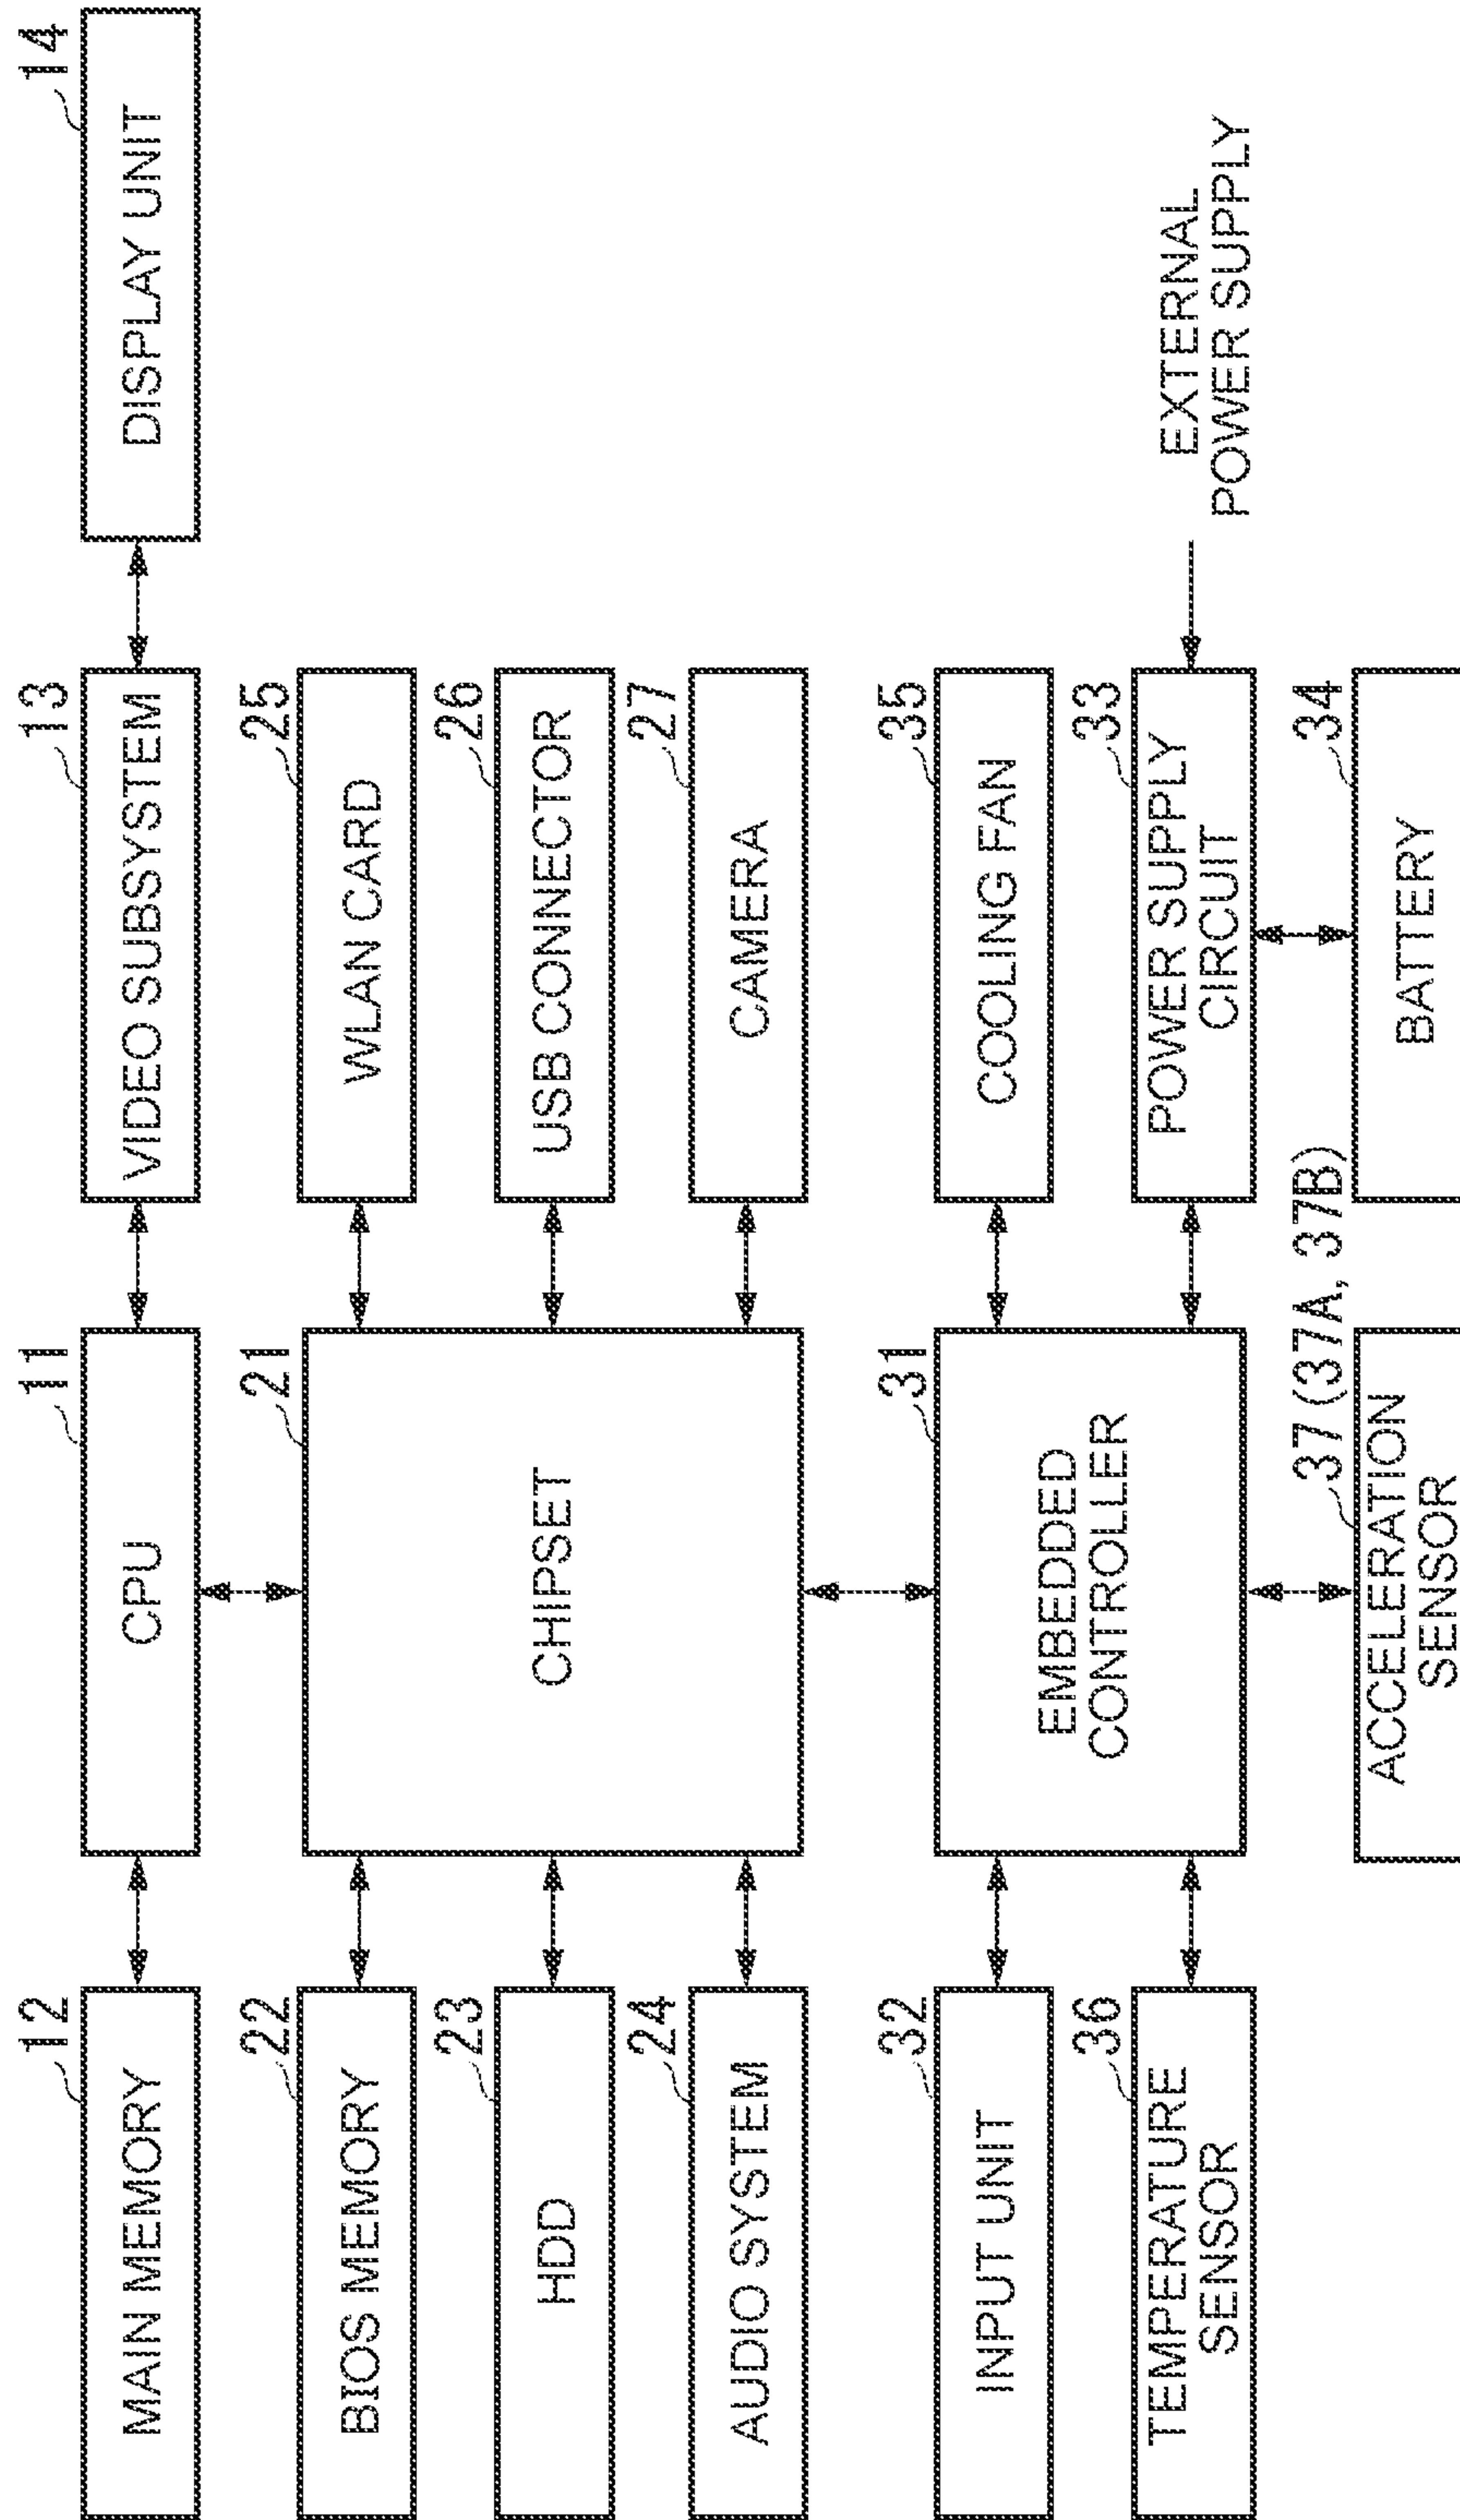 12
MAIN MEMORY
11
CPU
13
VIDEO SUBSYSTEM
14
DISPLAY UNIT
22
BIOS MEMORY
23
HDD
24
AUDIO SYSTEM
21
CHIPSET
25
WLAN CARD
26
USB CONNECTOR
27
CAMERA
32
INPUT UNIT
36
TEMPERATURE
SENSOR
31
EMBEDDED
CONTROLLER
35
COOLING FAN
33
POWER SUPPLY
CIRCUIT
EXTERNAL
POWER SUPPLY
37 (37A, 37B)
ACCELERATION
SENSOR
34
BATTERY